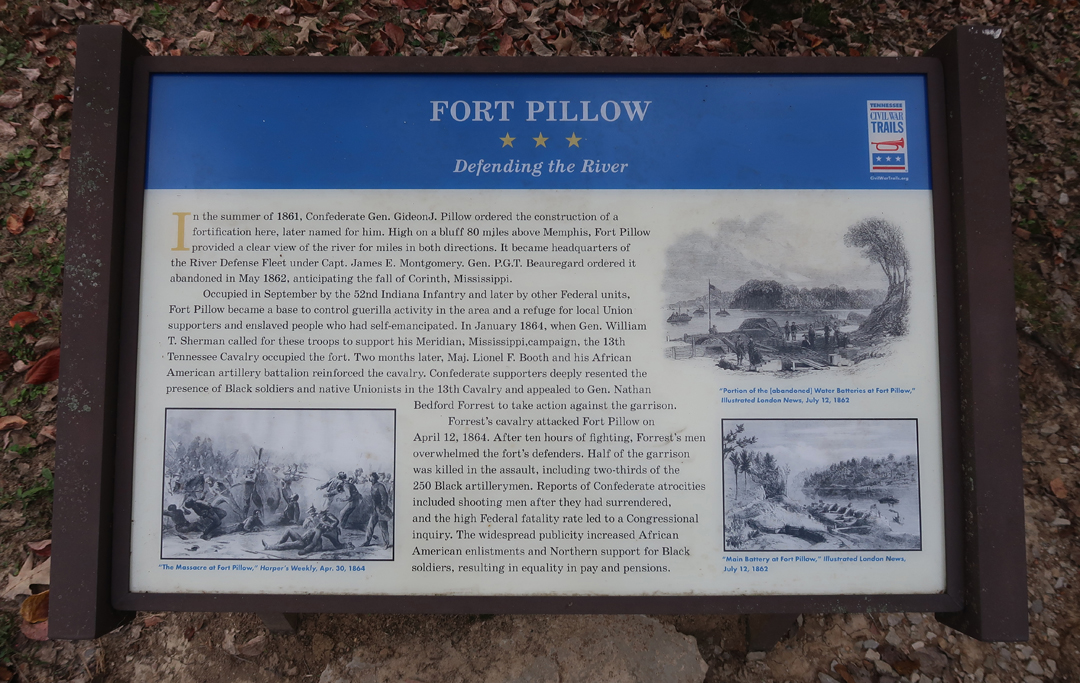 FORT PILLOW
Defending the River
TENNESSEE
CIVIL WAR
TRAILS
CivilWarTrails.org
In the summer of 1861, Confederate Gen. GideonJ. Pillow ordered the construction of a
fortification here, later named for him. High on a bluff 80 miles above Memphis, Fort Pillow
provided a clear view of the river for miles in both directions. It became headquarters of
the River Defense Fleet under Capt. James E. Montgomery. Gen. P.G.T. Beauregard ordered it
abandoned in May 1862, anticipating the fall of Corinth, Mississippi.
Occupied in September by the 52nd Indiana Infantry and later by other Federal units,
Fort Pillow became a base to control guerilla activity in the area and a refuge for local Union
supporters and enslaved people who had self-emancipated. In January 1864, when Gen. William
T. Sherman called for these troops to support his Meridian, Mississippi,campaign, the 13th
Tennessee Cavalry occupied the fort. Two months later, Maj. Lionel F. Booth and his African
American artillery battalion reinforced the cavalry. Confederate supporters deeply resented the
presence of Black soldiers and native Unionists in the 13th Cavalry and appealed to Gen. Nathan
Bedford Forrest to take action against the garrison.
Forrest's cavalry attacked Fort Pillow on
April 12, 1864. After ten hours of fighting, Forrest's men
overwhelmed the fort's defenders. Half of the garrison
was killed in the assault, including two-thirds of the
250 Black artillerymen. Reports of Confederate atrocities
included shooting men after they had surrendered,
and the high Federal fatality rate led to a Congressional
inquiry. The widespread publicity increased African
American enlistments and Northern support for Black
soldiers, resulting in equality in pay and pensions.
"The Massacre at Fort Pillow," Harper's Weekly, Apr. 30, 1864
"Portion of the [abandoned] Water Batteries at Fort Pillow,"
Illustrated London News, July 12, 1862
"Main Battery at Fort Pillow," Illustrated London News,
July 12, 1862